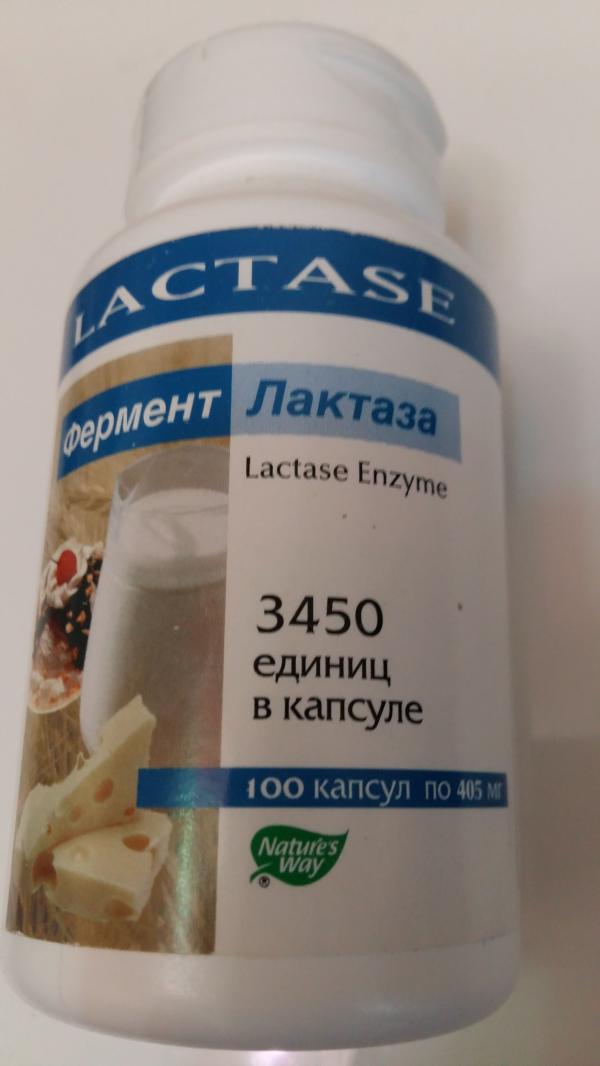 LACTASE
Фермент Лактаза
Lactase Enzyme
3450
единиц
в капсуле
100 капсул по 405 мг
Nature's
Way
®